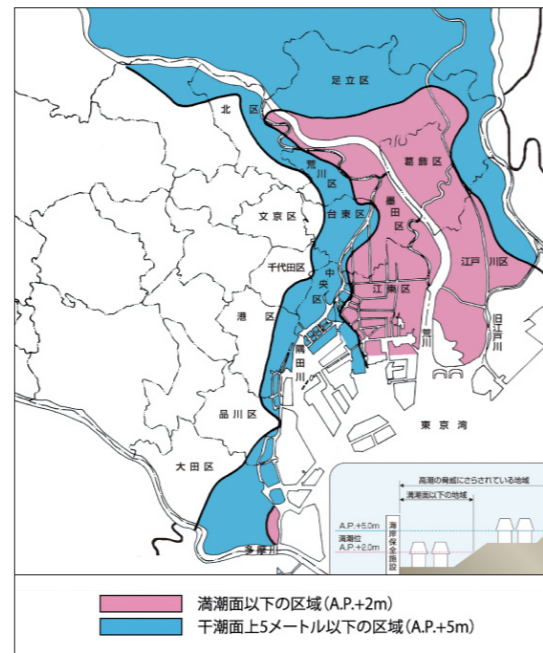 足立区
北区
葛飾区
荒川区
墨田区
文京区
台東区
千代田区
中央区
江戸川区
江東区
港区
旧江戸川
荒川
隅田川
品川区
東京湾
大田区
多摩川
高潮の脅威にさらされている地域
満潮面以下の地域
A.P.+5.0m
満潮位
A.P.+2.0m
海岸保全施設
満潮面以下の区域(A.P.+2m)
干潮面上5メートル以下の区域(A.P.+5m)